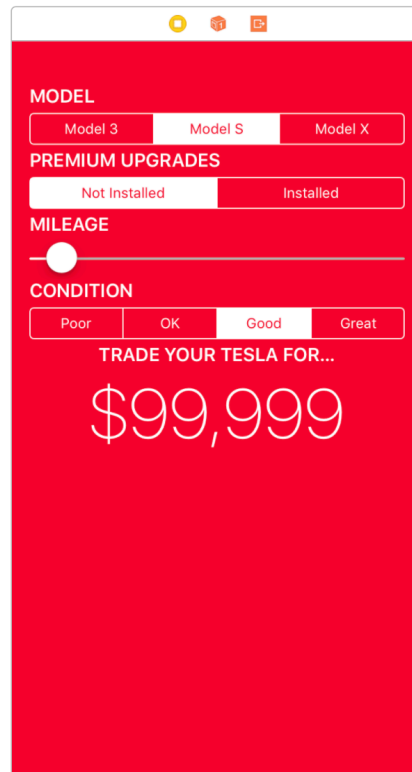 MODEL
Model 3 Model S Model X
PREMIUM UPGRADES
Not Installed Installed
MILEAGE
CONDITION
Poor OK Good Great
TRADE YOUR TESLA FOR...
$99,999